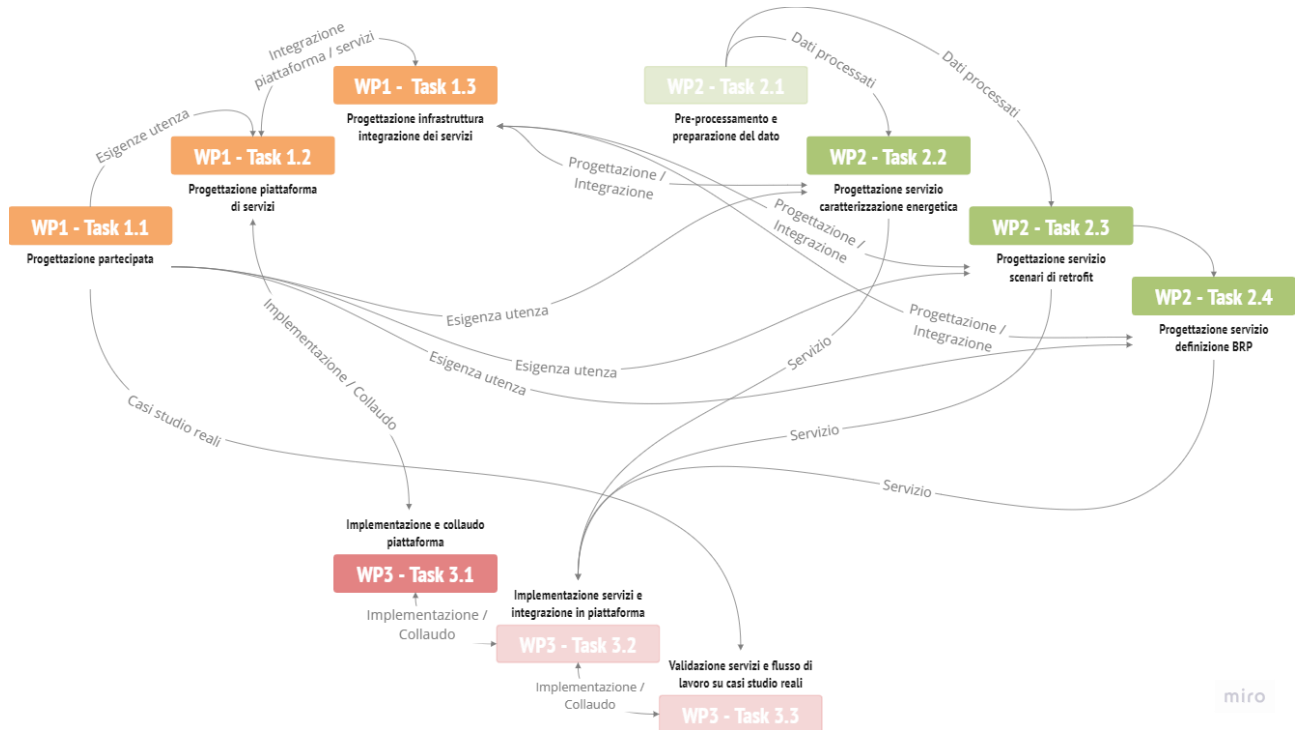 Integrazione
piattaforma / servizi
WP1 - Task 1.3
Progettazione infrastruttura
integrazione dei servizi
WP2 - Task 2.1
Pre-processamento e
preparazione del dato
Dati processati
Dati processati
Esigenze utenza
WP1 - Task 1.2
Progettazione piattaforma
di servizi
WP2 - Task 2.2
Progettazione servizio
caratterizzazione energetica
Progettazione /
Integrazione
WP1 - Task 1.1
Progettazione partecipata
Progettazione /
Integrazione
WP2 - Task 2.3
Progettazione servizio
scenari di retrofit
WP2 - Task 2.4
Progettazione servizio
definizione BRP
Progettazione /
Integrazione
Esigenza utenza
Esigenza utenza
Esigenza utenza
Implementazione / Collaudo
Casi studio reali
Servizio
Servizio
Servizio
Implementazione e collaudo
piattaforma
WP3 - Task 3.1
Implementazione /
Collaudo
Implementazione servizi e
integrazione in piattaforma
WP3 - Task 3.2
Implementazione /
Collaudo
Validazione servizi e flusso di
lavoro su casi studio reali
WP3 - Task 3.3
miro